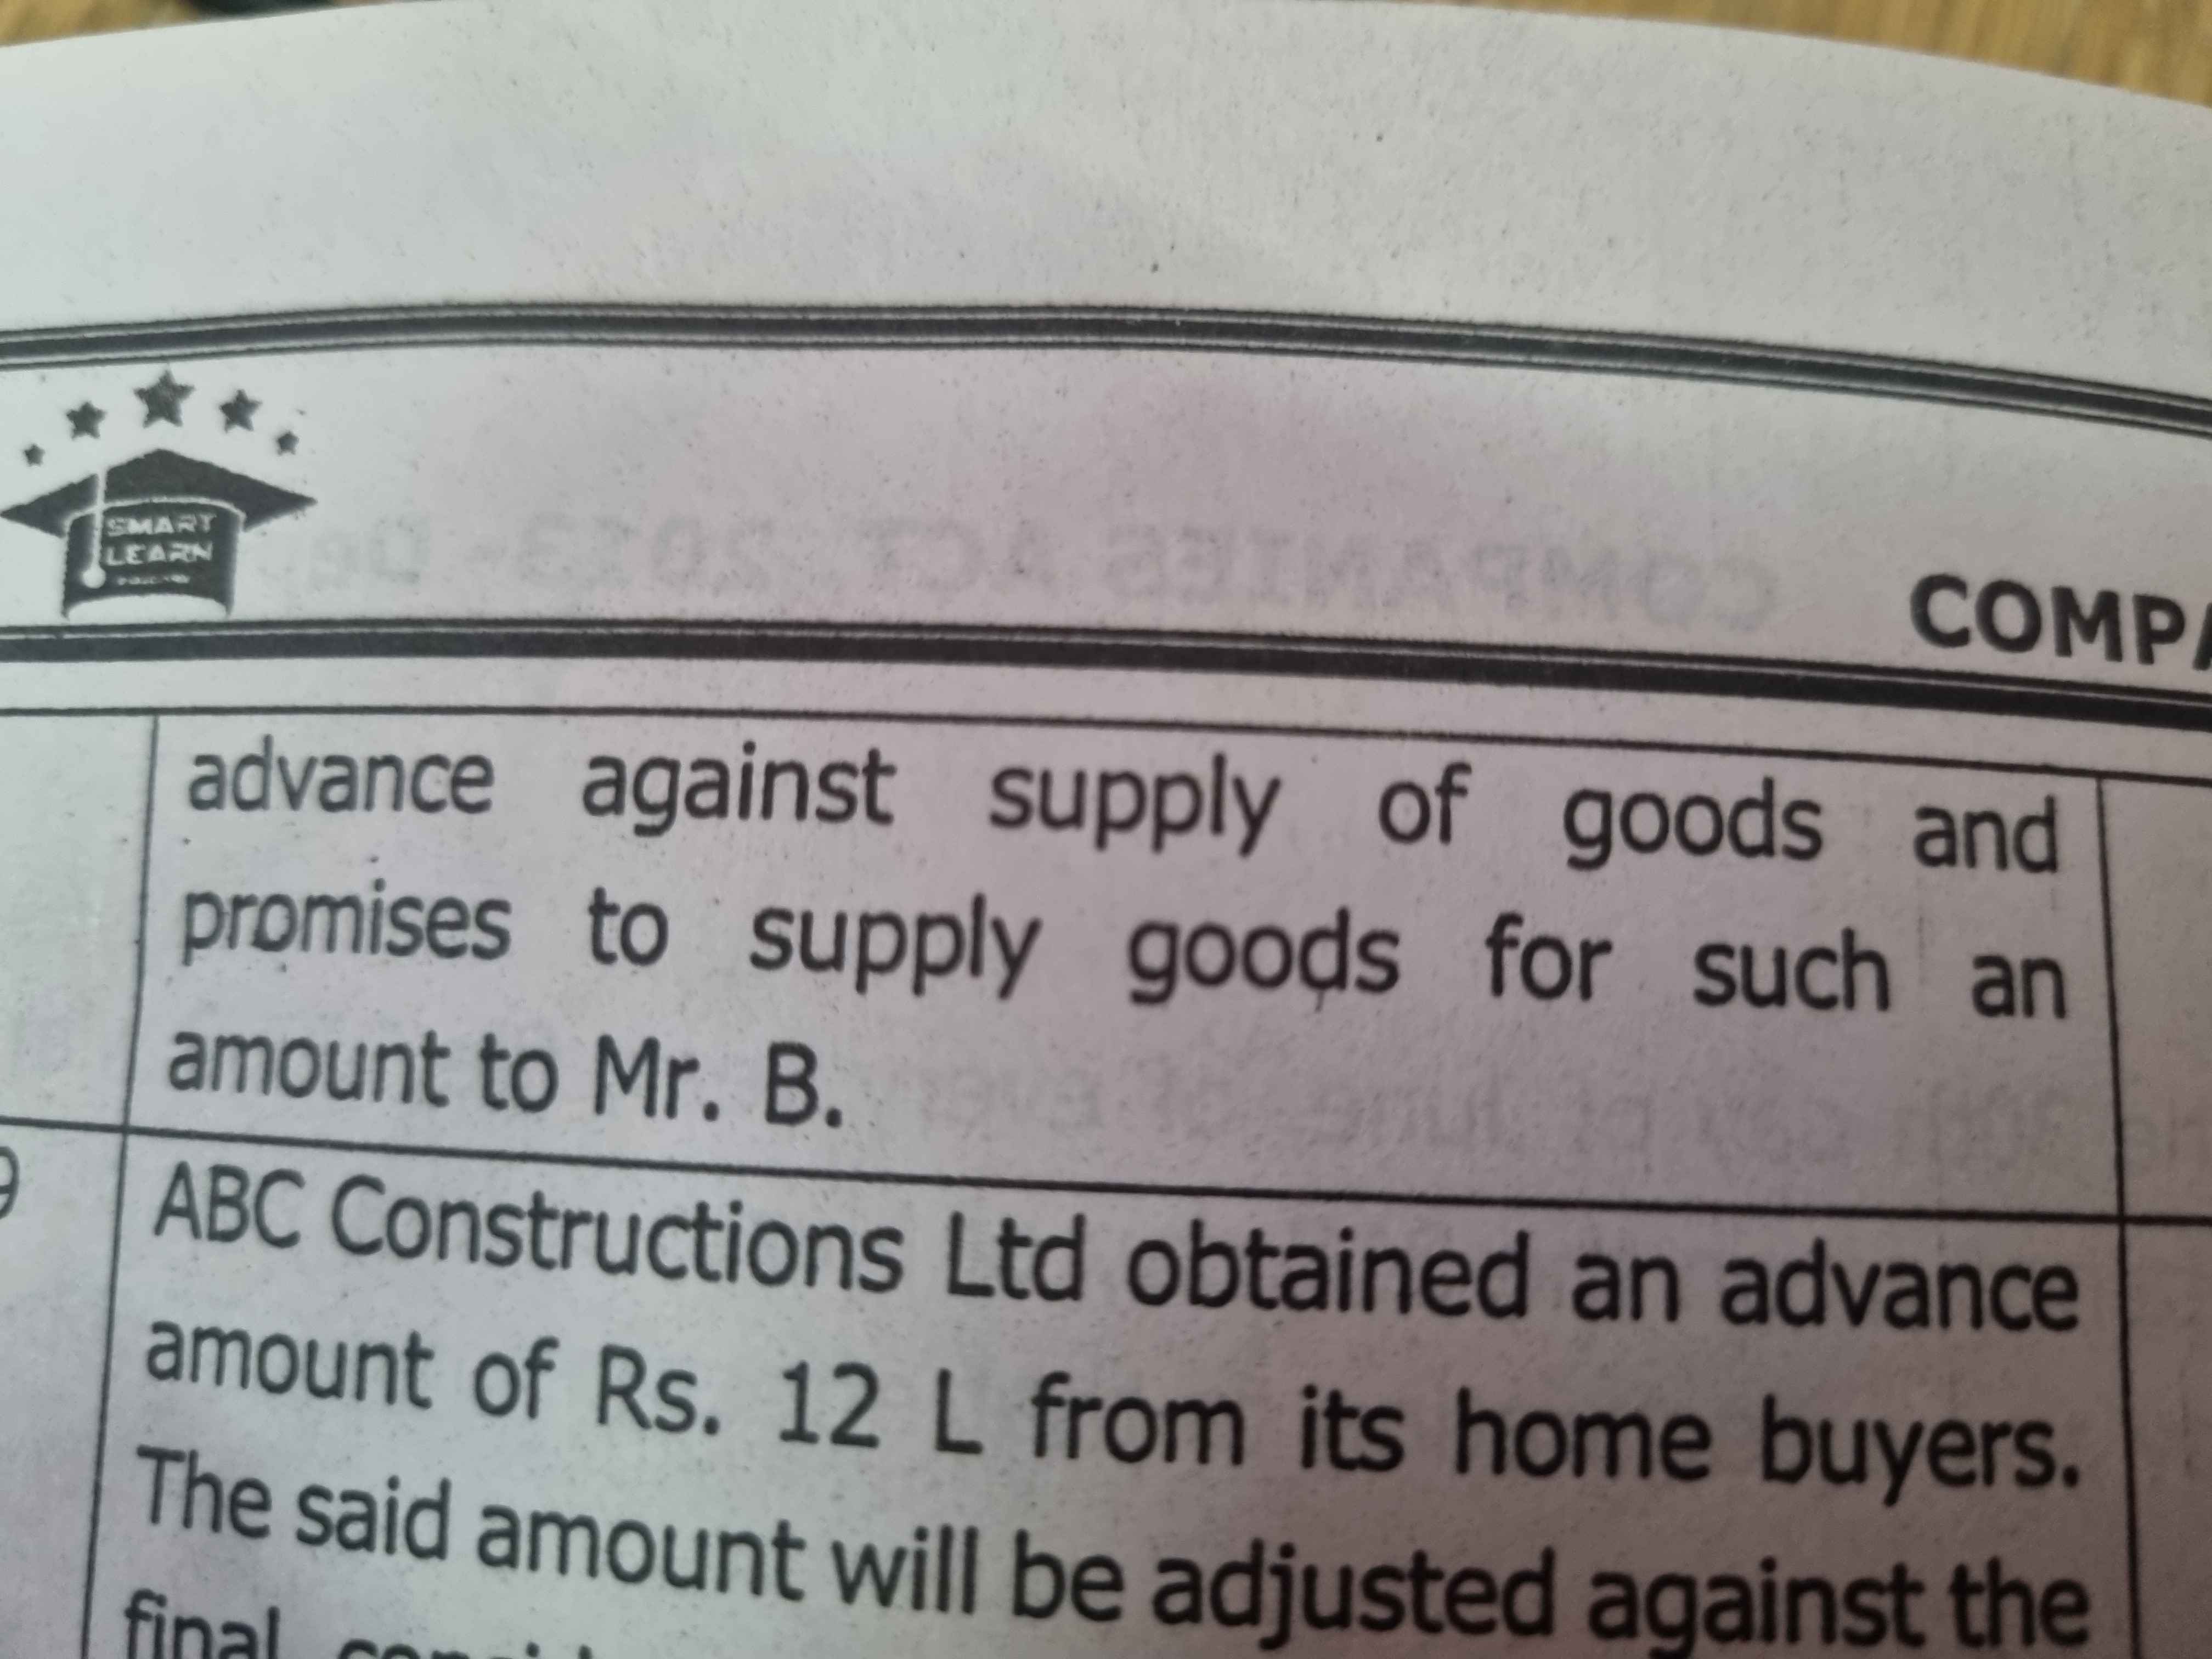 SMART
LEARN
COMPA
advance against supply of goods and
promises to supply goods for such an
amount to Mr. B.
9
ABC Constructions Ltd obtained an advance
amount of Rs. 12 L from its home buyers.
The said amount will be adjusted against the
final